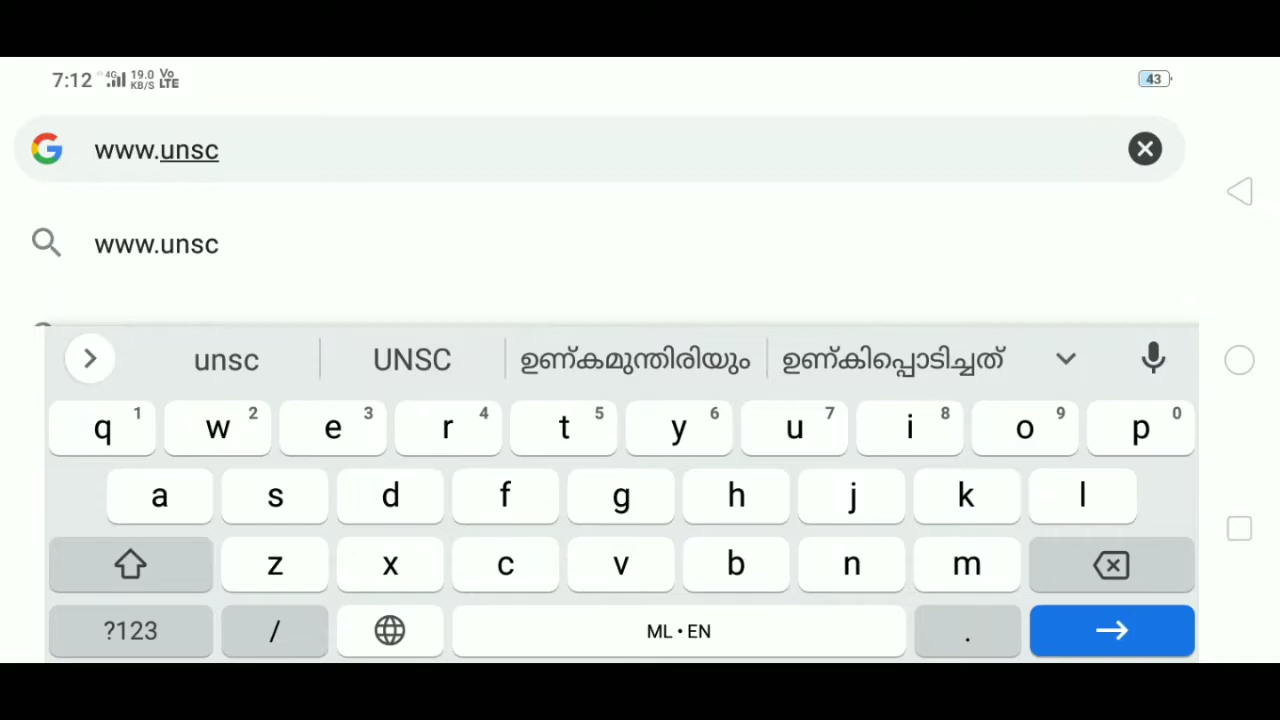 7:12 4G 19.0 KB/S Vo LTE 43
www.unsc
www.unsc
unsc UNSC ഉണ്കമുന്തിരിയും ഉണ്കിപ്പൊടിച്ചത്
q 1 w 2 e 3 r 4 t 5 y 6 u 7 i 8 o 9 p 0
a s d f g h j k l
z x c v b n m
?123 / ML • EN .